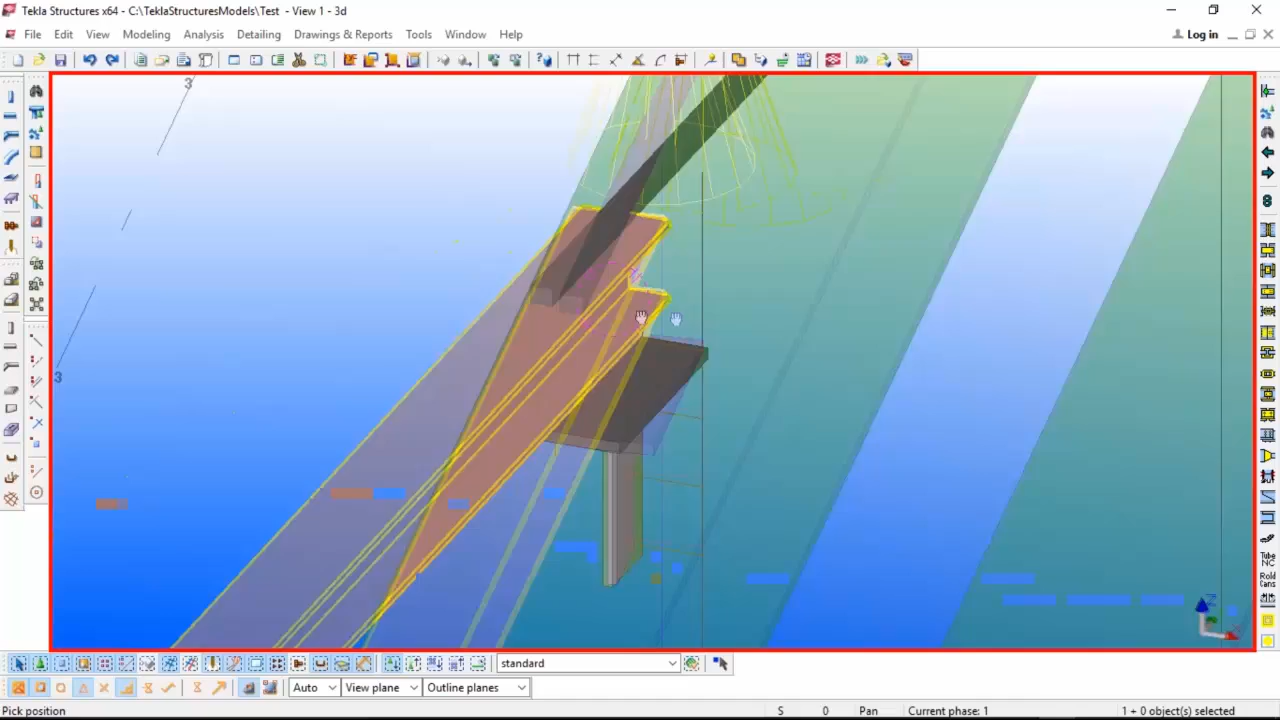 Tekla Structures x64 - C:\TeklaStructuresModels\Test - View 1 - 3d
File Edit View Modeling Analysis Detailing Drawings & Reports Tools Window Help
Log in
3
3
Z
Tube
NC
Rold
Cans
standard
Auto
View plane
Outline planes
Pick position
S 0 Pan Current phase: 1 1 + 0 object(s) selected